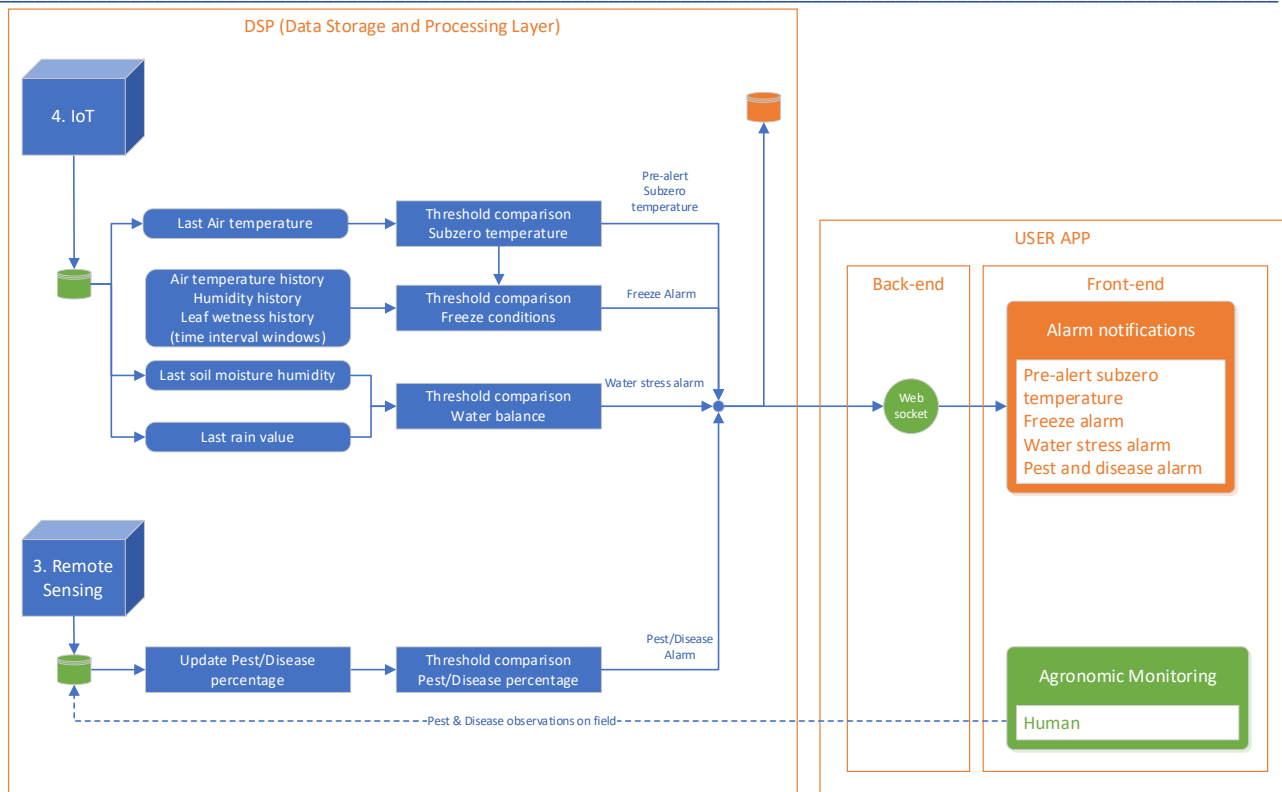 DSP (Data Storage and Processing Layer)
4. IoT
Pre-alert
Subzero
temperature
Last Air temperature
Threshold comparison
Subzero temperature
Air temperature history
Humidity history
Leaf wetness history
(time interval windows)
Threshold comparison
Freeze conditions
Freeze Alarm
Last soil moisture humidity
Last rain value
Threshold comparison
Water balance
Water stress alarm
3. Remote
Sensing
Update Pest/Disease
percentage
Threshold comparison
Pest/Disease percentage
Pest/Disease
Alarm
Pest & Disease observations on field
USER APP
Back-end
Web
socket
Front-end
Alarm notifications
Pre-alert subzero
temperature
Freeze alarm
Water stress alarm
Pest and disease alarm
Agronomic Monitoring
Human